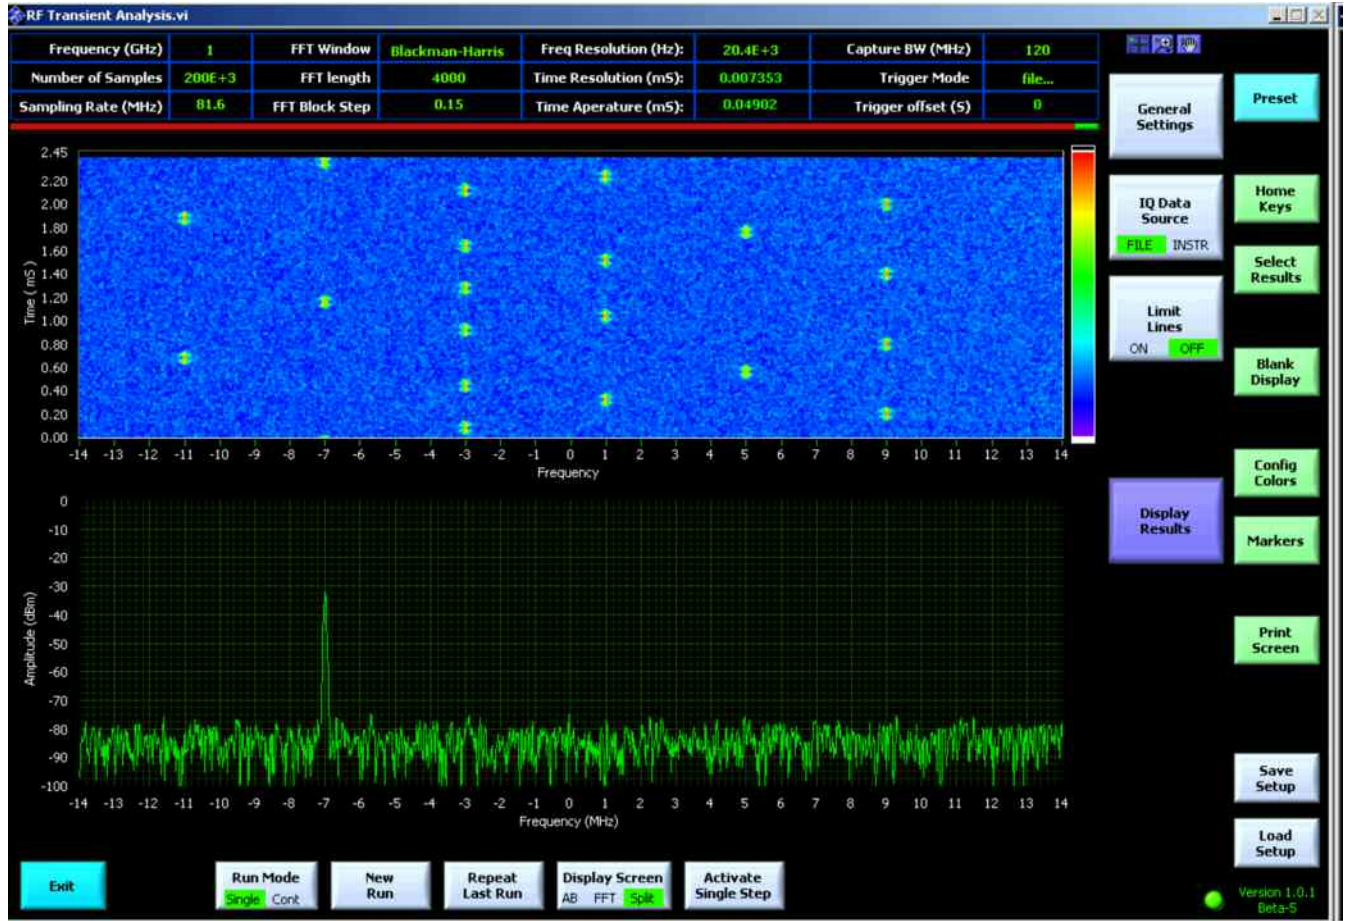 RF Transient Analysis.vi
Frequency (GHz) 1 FFT Window Blackman-Harris Freq Resolution (Hz): 20.4E+3 Capture BW (MHz) 120
Number of Samples 200E+3 FFT length 4000 Time Resolution (mS): 0.007353 Trigger Mode file...
Sampling Rate (MHz) 81.6 FFT Block Step 0.15 Time Aperature (mS): 0.04902 Trigger offset (S) 0
General Settings
Preset
IQ Data Source
FILE INSTR
Home Keys
Select Results
Limit Lines
ON OFF
Blank Display
Config Colors
Display Results
Markers
Print Screen
Save Setup
Load Setup
2.45
2.20
2.00
1.80
1.60
1.40
1.20
1.00
0.80
0.60
0.40
0.20
0.00
Time ( mS )
-14 -13 -12 -11 -10 -9 -8 -7 -6 -5 -4 -3 -2 -1 0 1 2 3 4 5 6 7 8 9 10 11 12 13 14
Frequency
0
-10
-20
-30
-40
-50
-60
-70
-80
-90
-100
Amplitude (dBm)
-14 -13 -12 -11 -10 -9 -8 -7 -6 -5 -4 -3 -2 -1 0 1 2 3 4 5 6 7 8 9 10 11 12 13 14
Frequency (MHz)
Exit
Run Mode
Single Cont
New Run
Repeat Last Run
Display Screen
AB FFT Split
Activate Single Step
Version 1.0.1
Beta-5